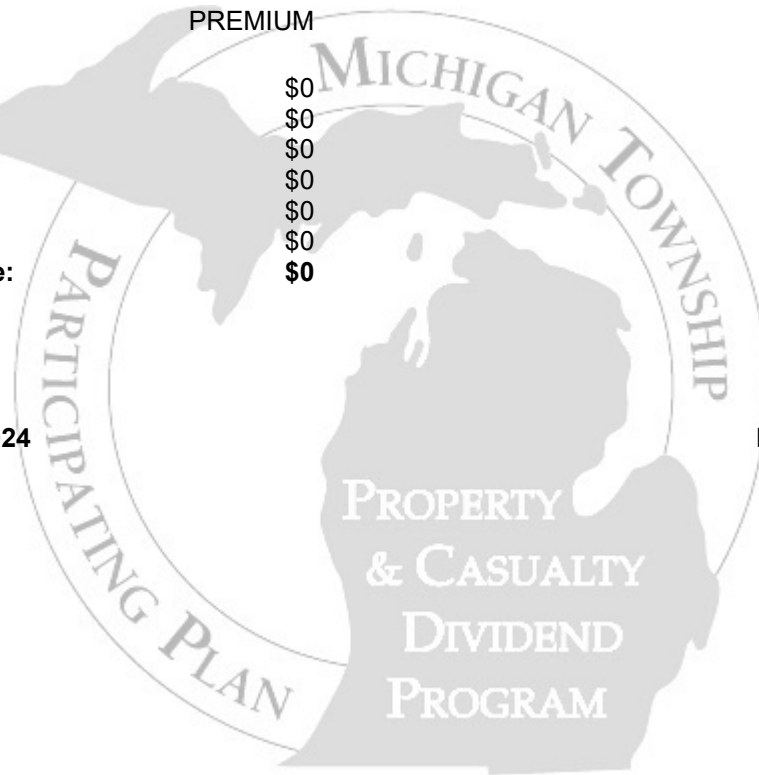 PREMIUM
$0
$0
$0
$0
$0
$0
e: $0
24
MICHIGAN TOWNSHIP
PARTICIPATING PLAN
PROPERTY
& CASUALTY
DIVIDEND
PROGRAM